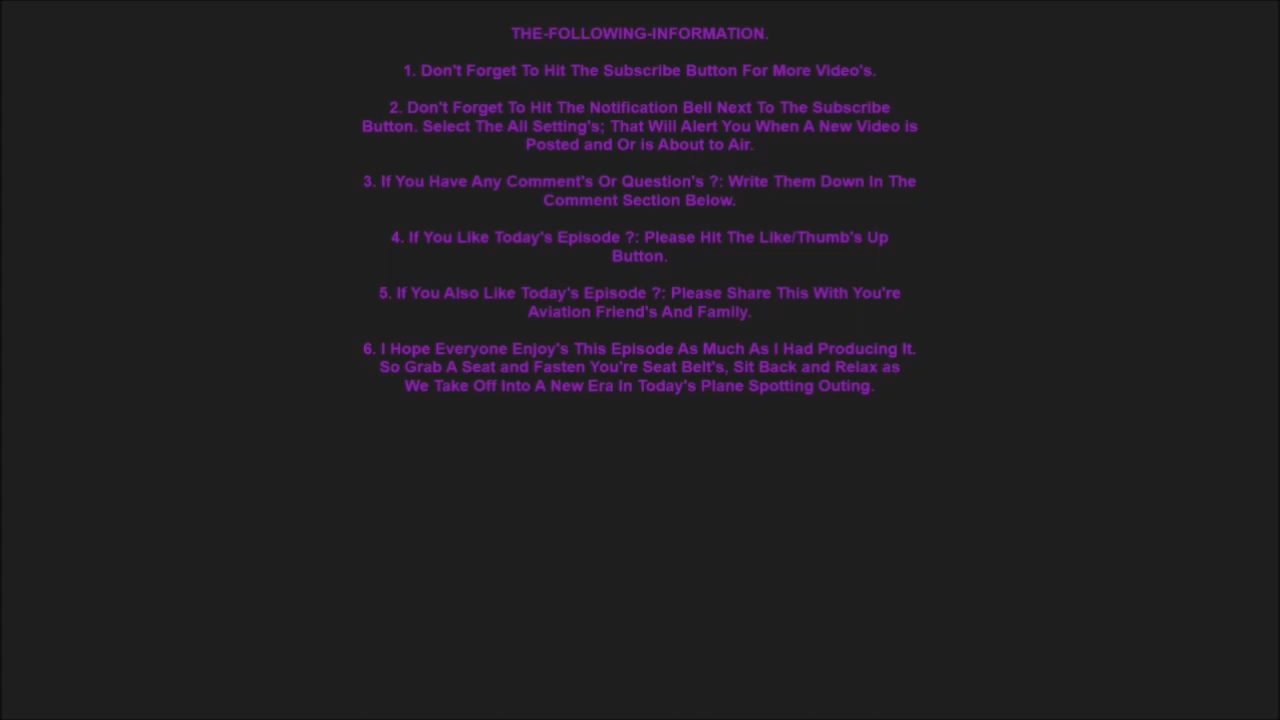 THE-FOLLOWING-INFORMATION.
1. Don't Forget To Hit The Subscribe Button For More Video's.
2. Don't Forget To Hit The Notification Bell Next To The Subscribe
Button. Select The All Setting's; That Will Alert You When A New Video is
Posted and Or is About to Air.
3. If You Have Any Comment's Or Question's ?: Write Them Down In The
Comment Section Below.
4. If You Like Today's Episode ?: Please Hit The Like/Thumb's Up
Button.
5. If You Also Like Today's Episode ?: Please Share This With You're
Aviation Friend's And Family.
6. I Hope Everyone Enjoy's This Episode As Much As I Had Producing It.
So Grab A Seat and Fasten You're Seat Belt's, Sit Back and Relax as
We Take Off Into A New Era In Today's Plane Spotting Outing.